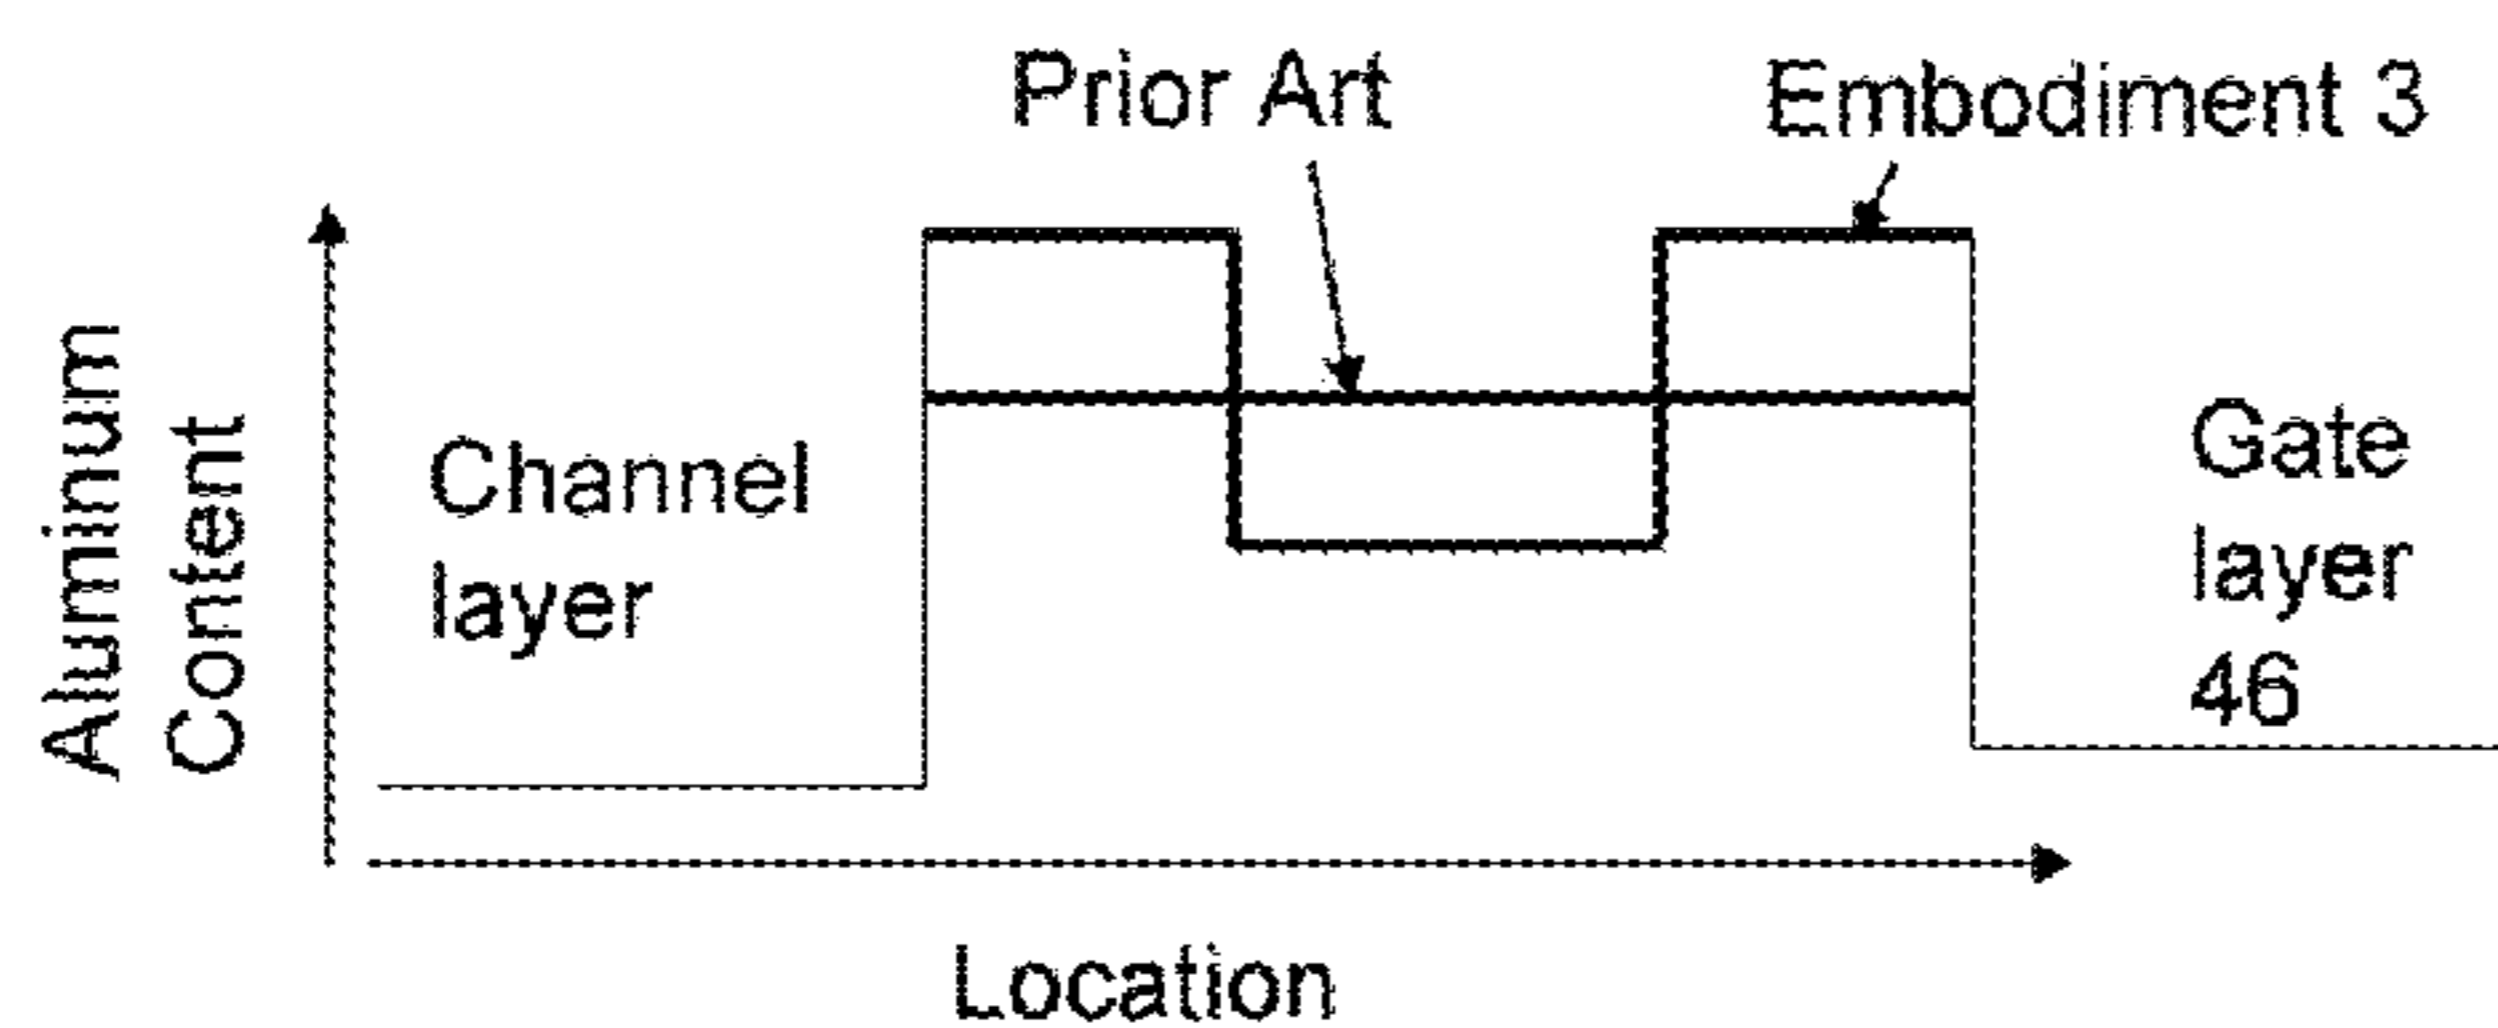 Prior Art
Embodiment 3
Aluminum
Content
Channel
layer
Gate
layer
46
Location